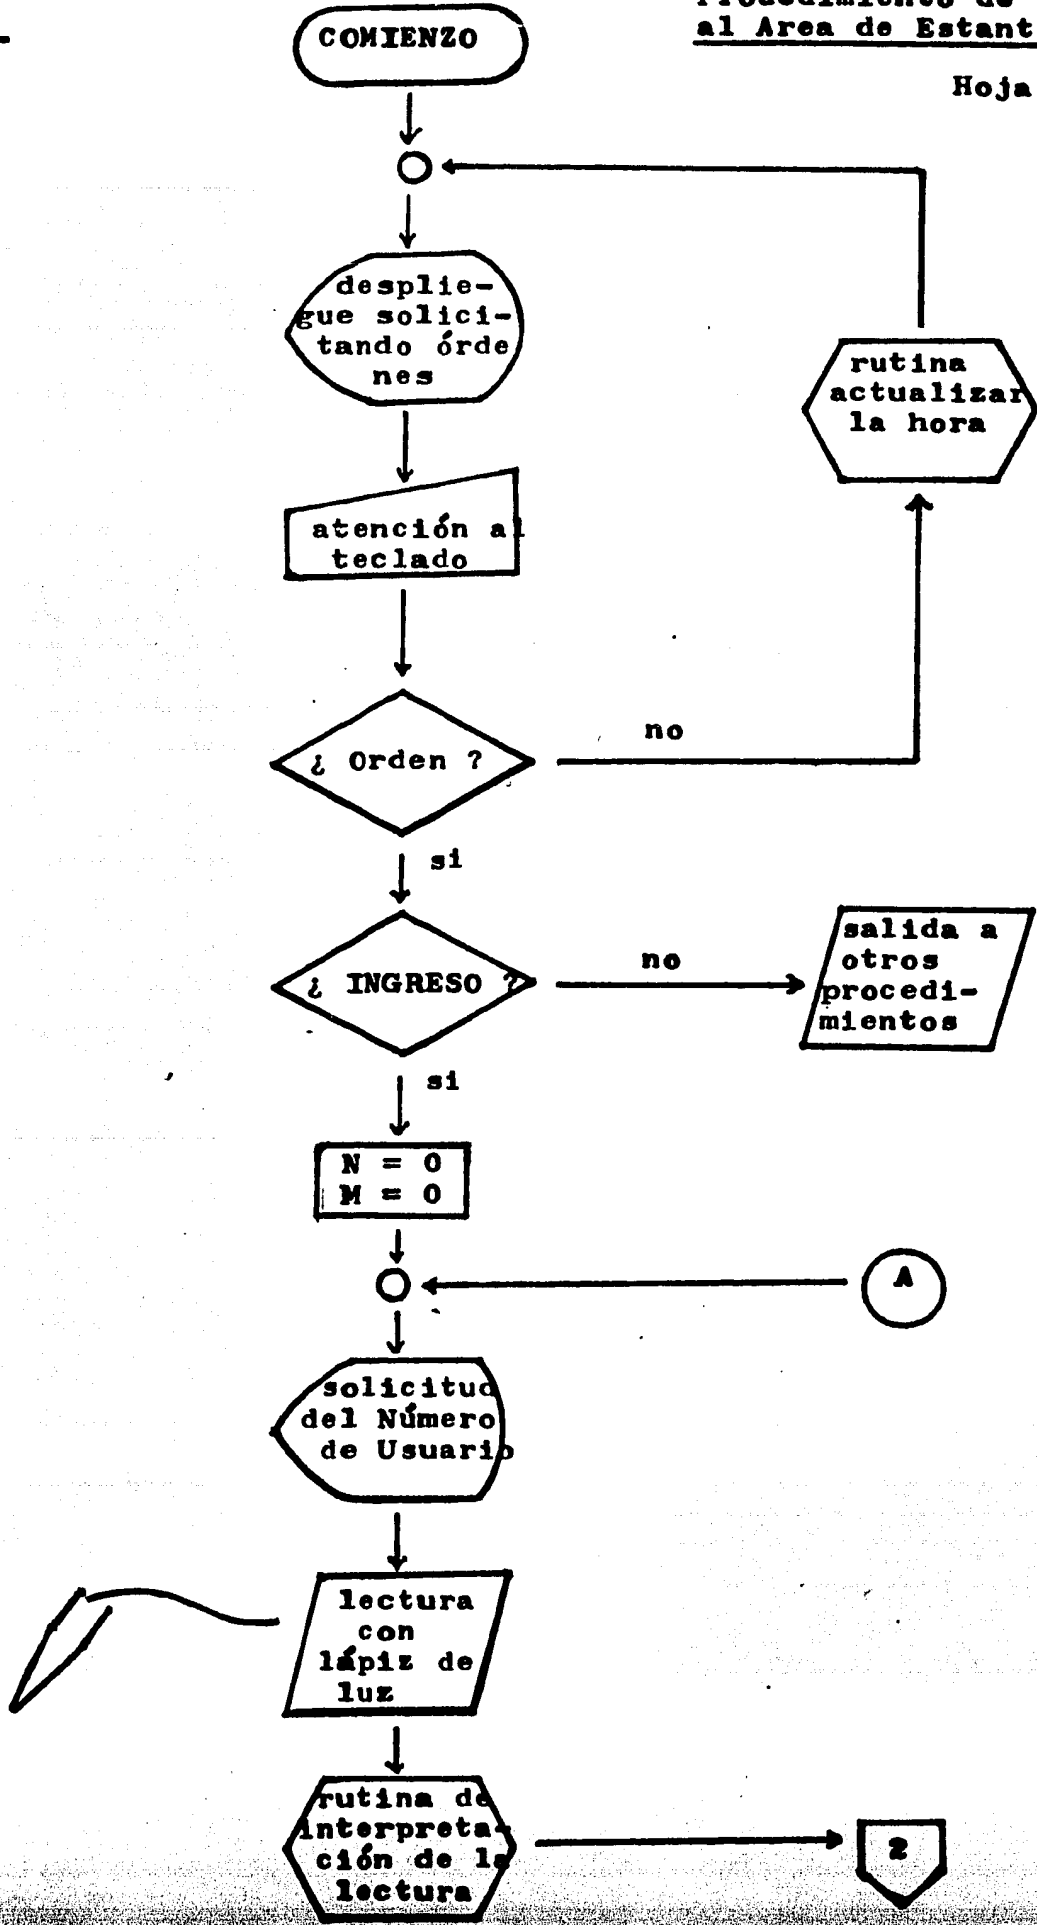 Procedimiento de
al Area de Estant
Hoja
COMIENZO
desplie-
gue solici-
tando órde
nes
rutina
actualizar
la hora
atención al
teclado
¿ Orden ?
no
si
¿ INGRESO ?
no
salida a
otros
procedi-
mientos
si
N = 0
M = 0
A
solicitud
del Número
de Usuario
lectura
con
lápiz de
luz
rutina de
interpreta-
ción de la
lectura
2